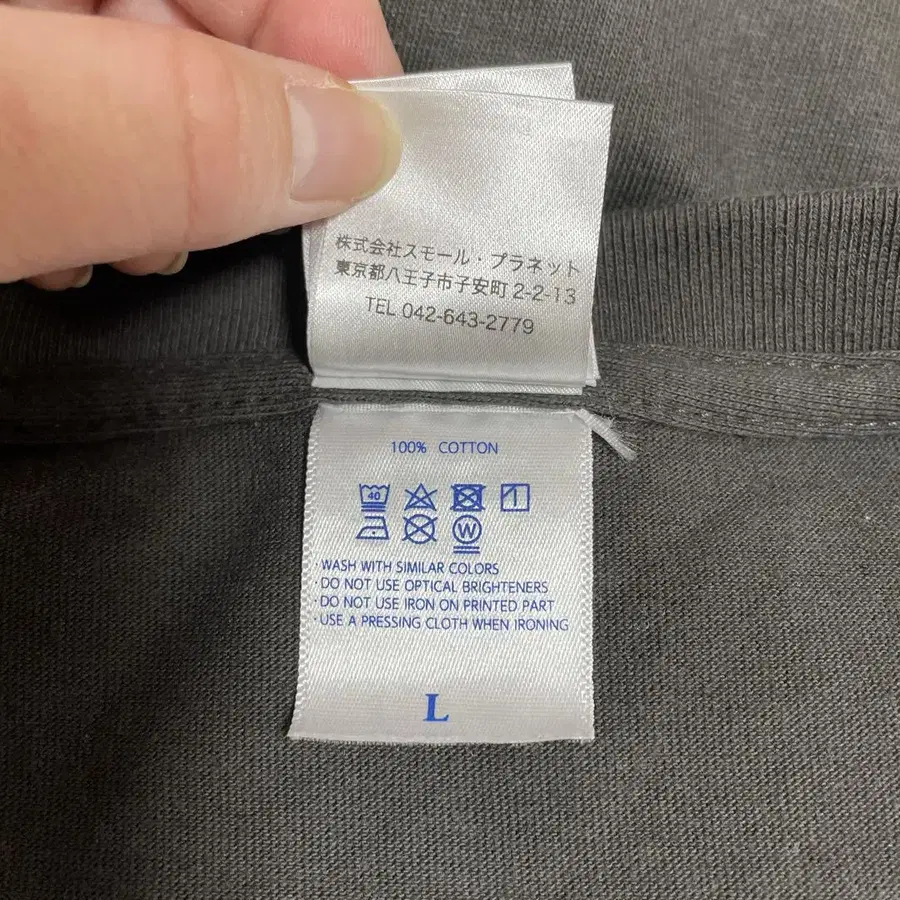 株式会社スモール・プラネット
東京都八王子市子安町 2-2-13
TEL 042-643-2779
100% COTTON
40
W
·WASH WITH SIMILAR COLORS
·DO NOT USE OPTICAL BRIGHTENERS
·DO NOT USE IRON ON PRINTED PART
·USE A PRESSING CLOTH WHEN IRONING
L